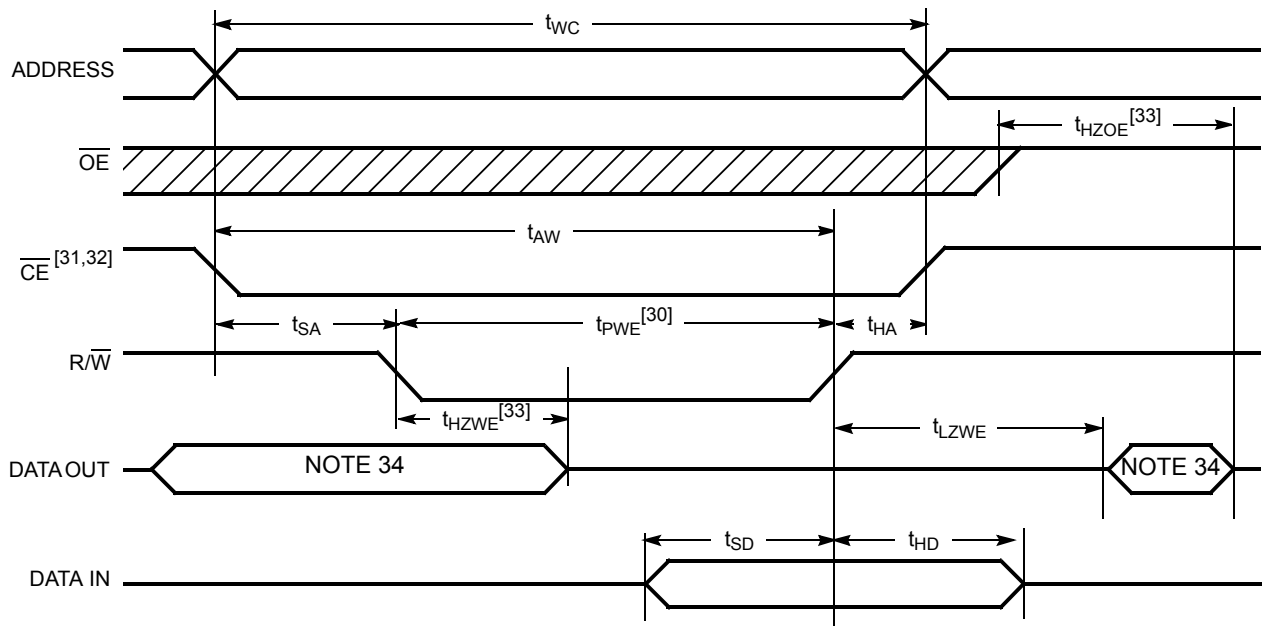 tWC
ADDRESS
tHZOE[33]
OE
tAW
CE [31,32]
tSA
tPWE[30]
tHA
R/W
tHZWE[33]
tLZWE
DATA OUT
NOTE 34
NOTE 34
tSD
tHD
DATA IN